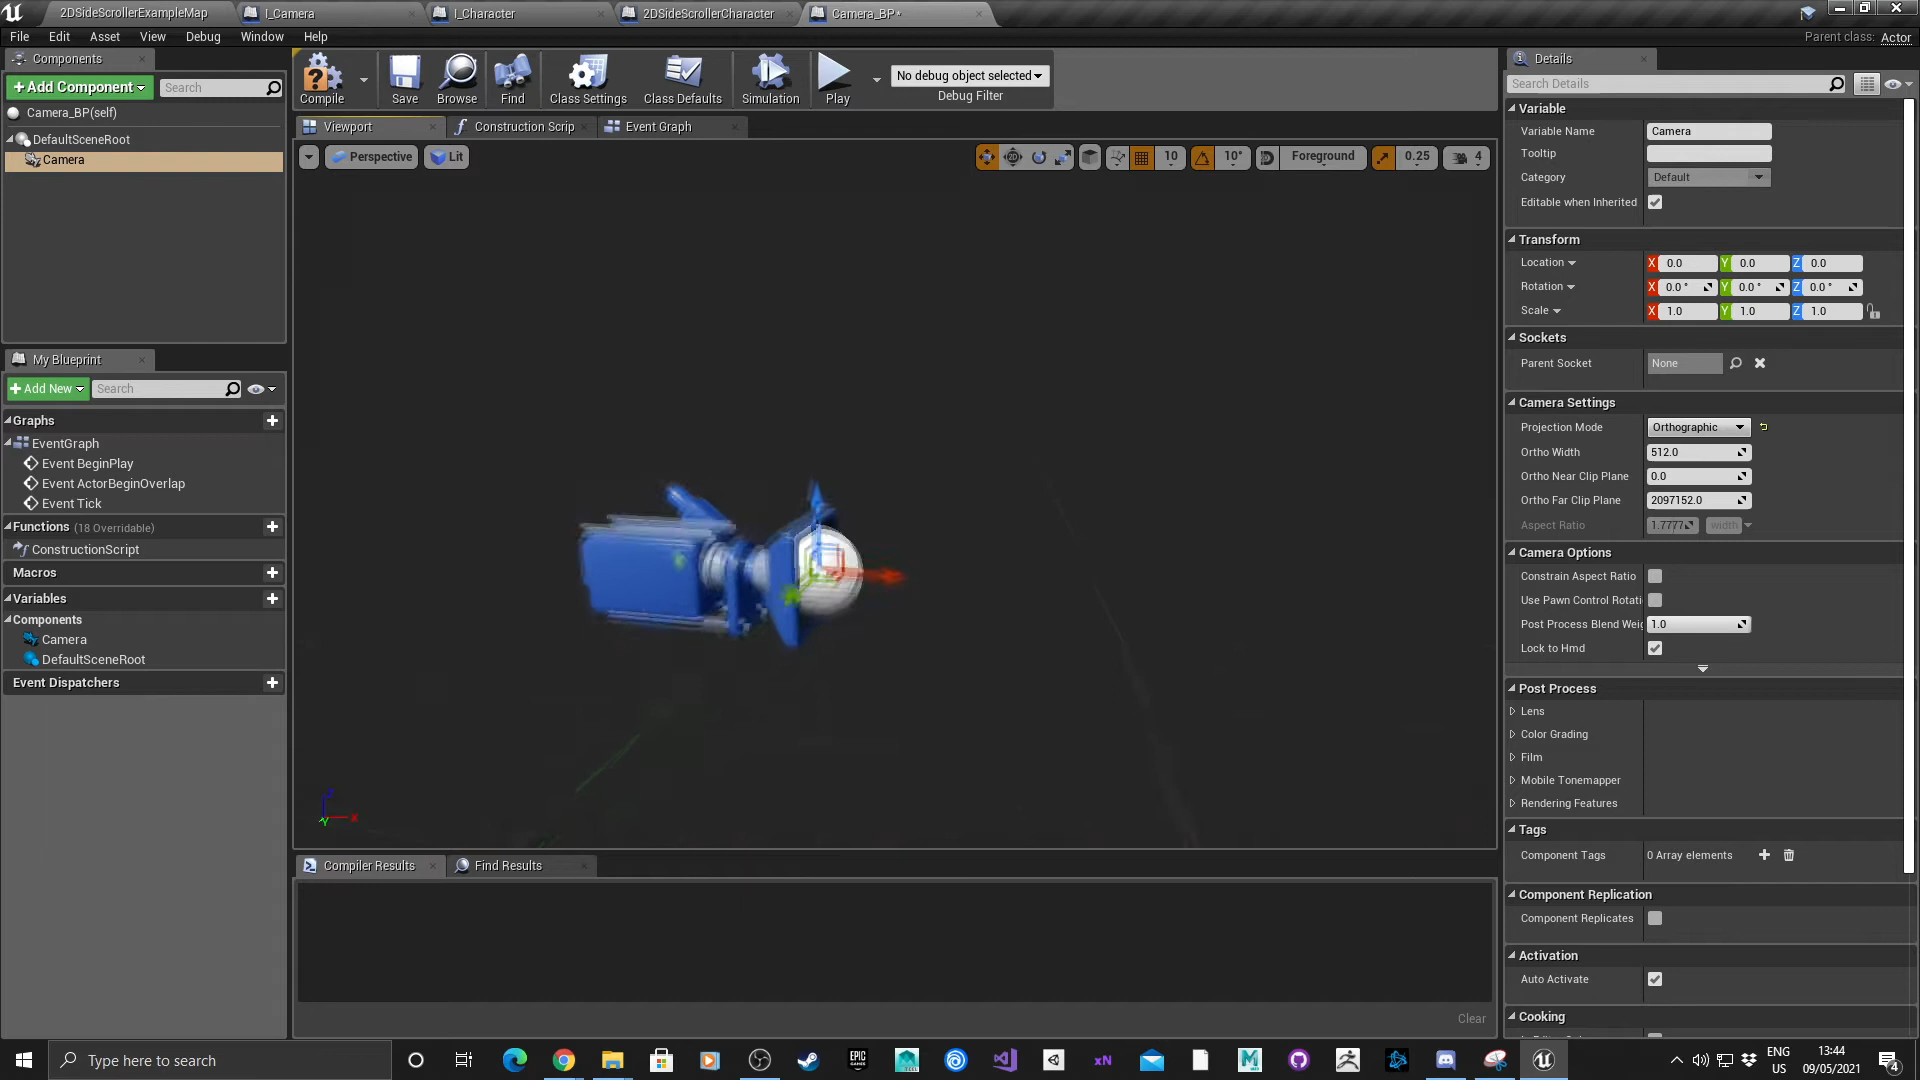 2DSideScrollerExampleMap
I_Camera
I_Character
2DSideScrollerCharacter
Camera_BP*
File Edit Asset View Debug Window Help
Parent class: Actor
Components
+Add Component
Search
Camera_BP(self)
DefaultSceneRoot
Camera
Compile
Save
Browse
Find
Class Settings
Class Defaults
Simulation
Play
No debug object selected
Debug Filter
Viewport
Construction Scrip
Event Graph
Perspective
Lit
10
10°
Foreground
0.25
4
X
My Blueprint
+Add New
Search
Graphs
EventGraph
Event BeginPlay
Event ActorBeginOverlap
Event Tick
Functions (18 Overridable)
ConstructionScript
Macros
Variables
Components
Camera
DefaultSceneRoot
Event Dispatchers
Compiler Results
Find Results
Clear
Details
Search Details
Variable
Variable Name Camera
Tooltip
Category Default
Editable when Inherited
Transform
Location X 0.0 Y 0.0 Z 0.0
Rotation X 0.0 ° Y 0.0 ° Z 0.0 °
Scale X 1.0 Y 1.0 Z 1.0
Sockets
Parent Socket None
Camera Settings
Projection Mode Orthographic
Ortho Width 512.0
Ortho Near Clip Plane 0.0
Ortho Far Clip Plane 2097152.0
Aspect Ratio 1.7777 width
Camera Options
Constrain Aspect Ratio
Use Pawn Control Rotati
Post Process Blend Weig 1.0
Lock to Hmd
Post Process
Lens
Color Grading
Film
Mobile Tonemapper
Rendering Features
Tags
Component Tags 0 Array elements
Component Replication
Component Replicates
Activation
Auto Activate
Cooking
Type here to search
EPIC GAMES
xN
ENG
US
13:44
09/05/2021
4